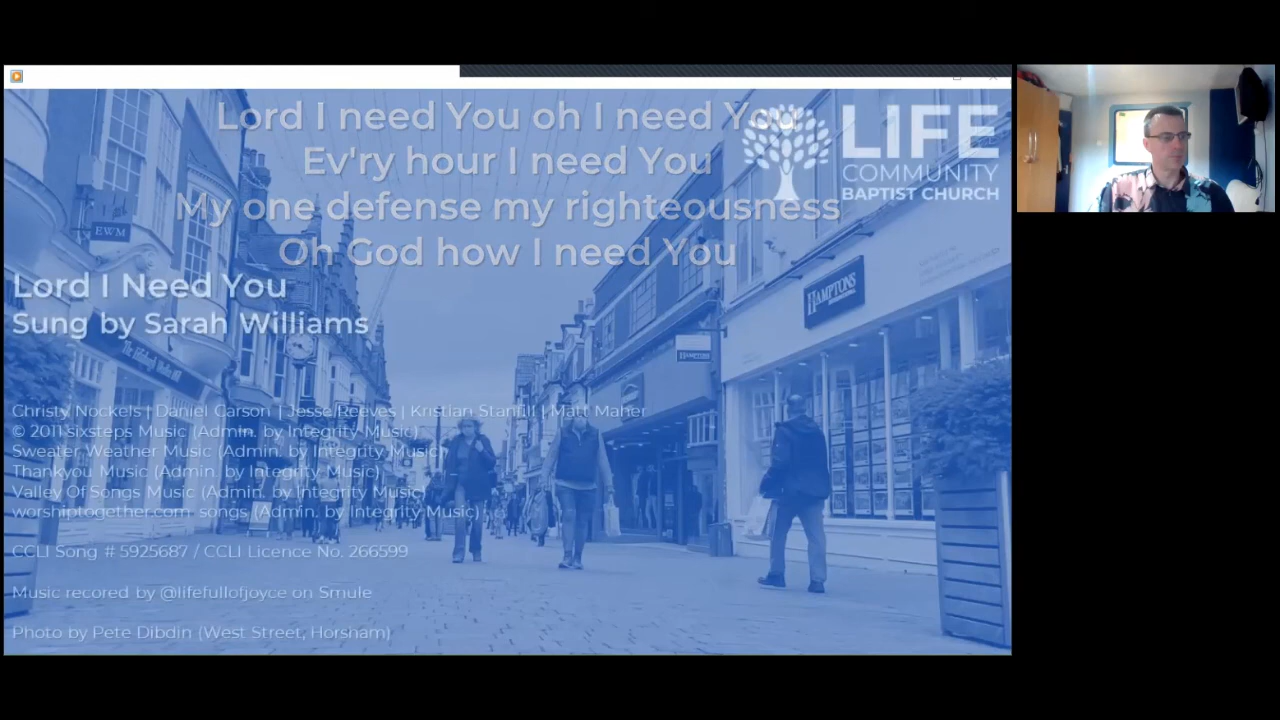 Lord I need You oh I need You
Ev'ry hour I need You
My one defense my righteousness
Oh God how I need You
LIFE
COMMUNITY
BAPTIST CHURCH
EWM
HAMPTONS
HAMPTONS
Lord I Need You
Sung by Sarah Williams
Christy Nockels | Daniel Carson | Jesse Reeves | Kristian Stanfill | Matt Maher
© 2011 sixsteps Music (Admin. by Integrity Music)
Sweater Weather Music (Admin. by Integrity Music)
Thankyou Music (Admin. by Integrity Music)
Valley Of Songs Music (Admin. by Integrity Music)
worshiptogether.com songs (Admin. by Integrity Music)
CCLI Song # 5925687 / CCLI Licence No. 266599
Music recored by @lifefullofjoyce on Smule
Photo by Pete Dibdin (West Street, Horsham)